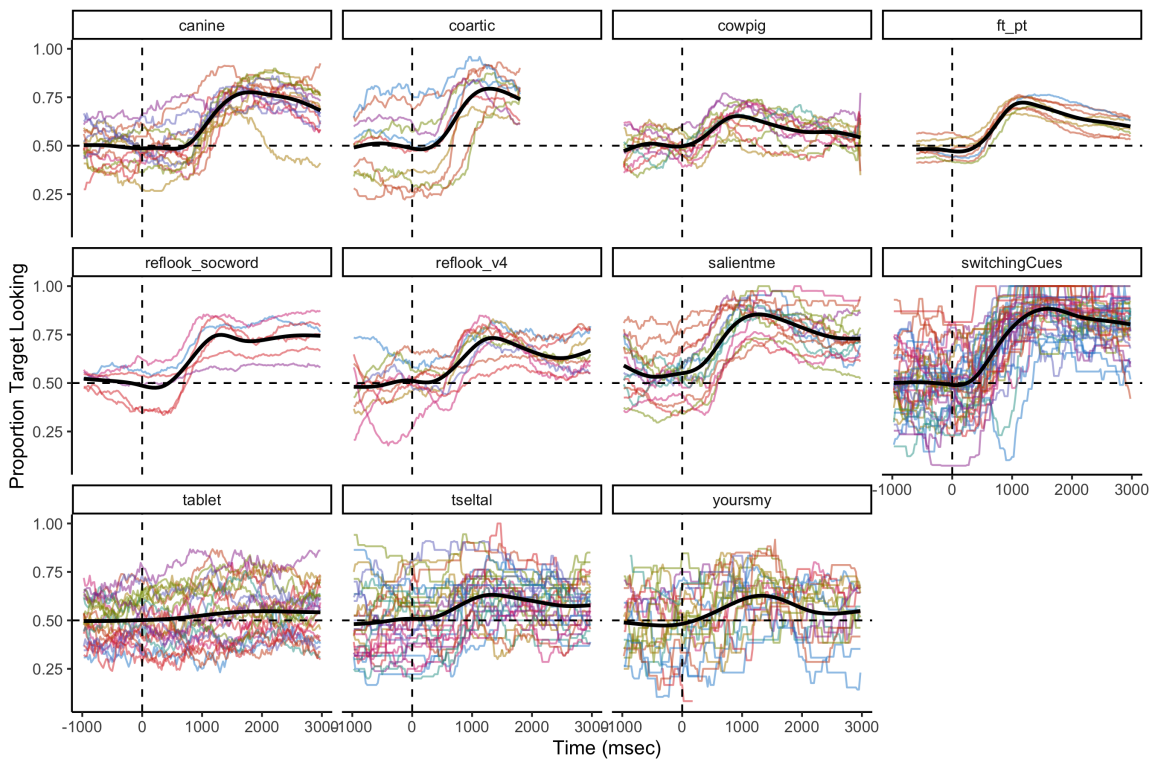 canine coartic cowpig ft_pt
1.00
0.75
0.50
0.25
reflook_socword reflook_v4 salientme switchingCues
1.00
0.75
0.50
0.25
-1000 0 1000 2000 3000
tablet tseltal yoursmy
1.00
0.75
0.50
0.25
-1000 0 1000 2000 3000 -1000 0 1000 2000 3000 -1000 0 1000 2000 3000
Time (msec)
Proportion Target Looking